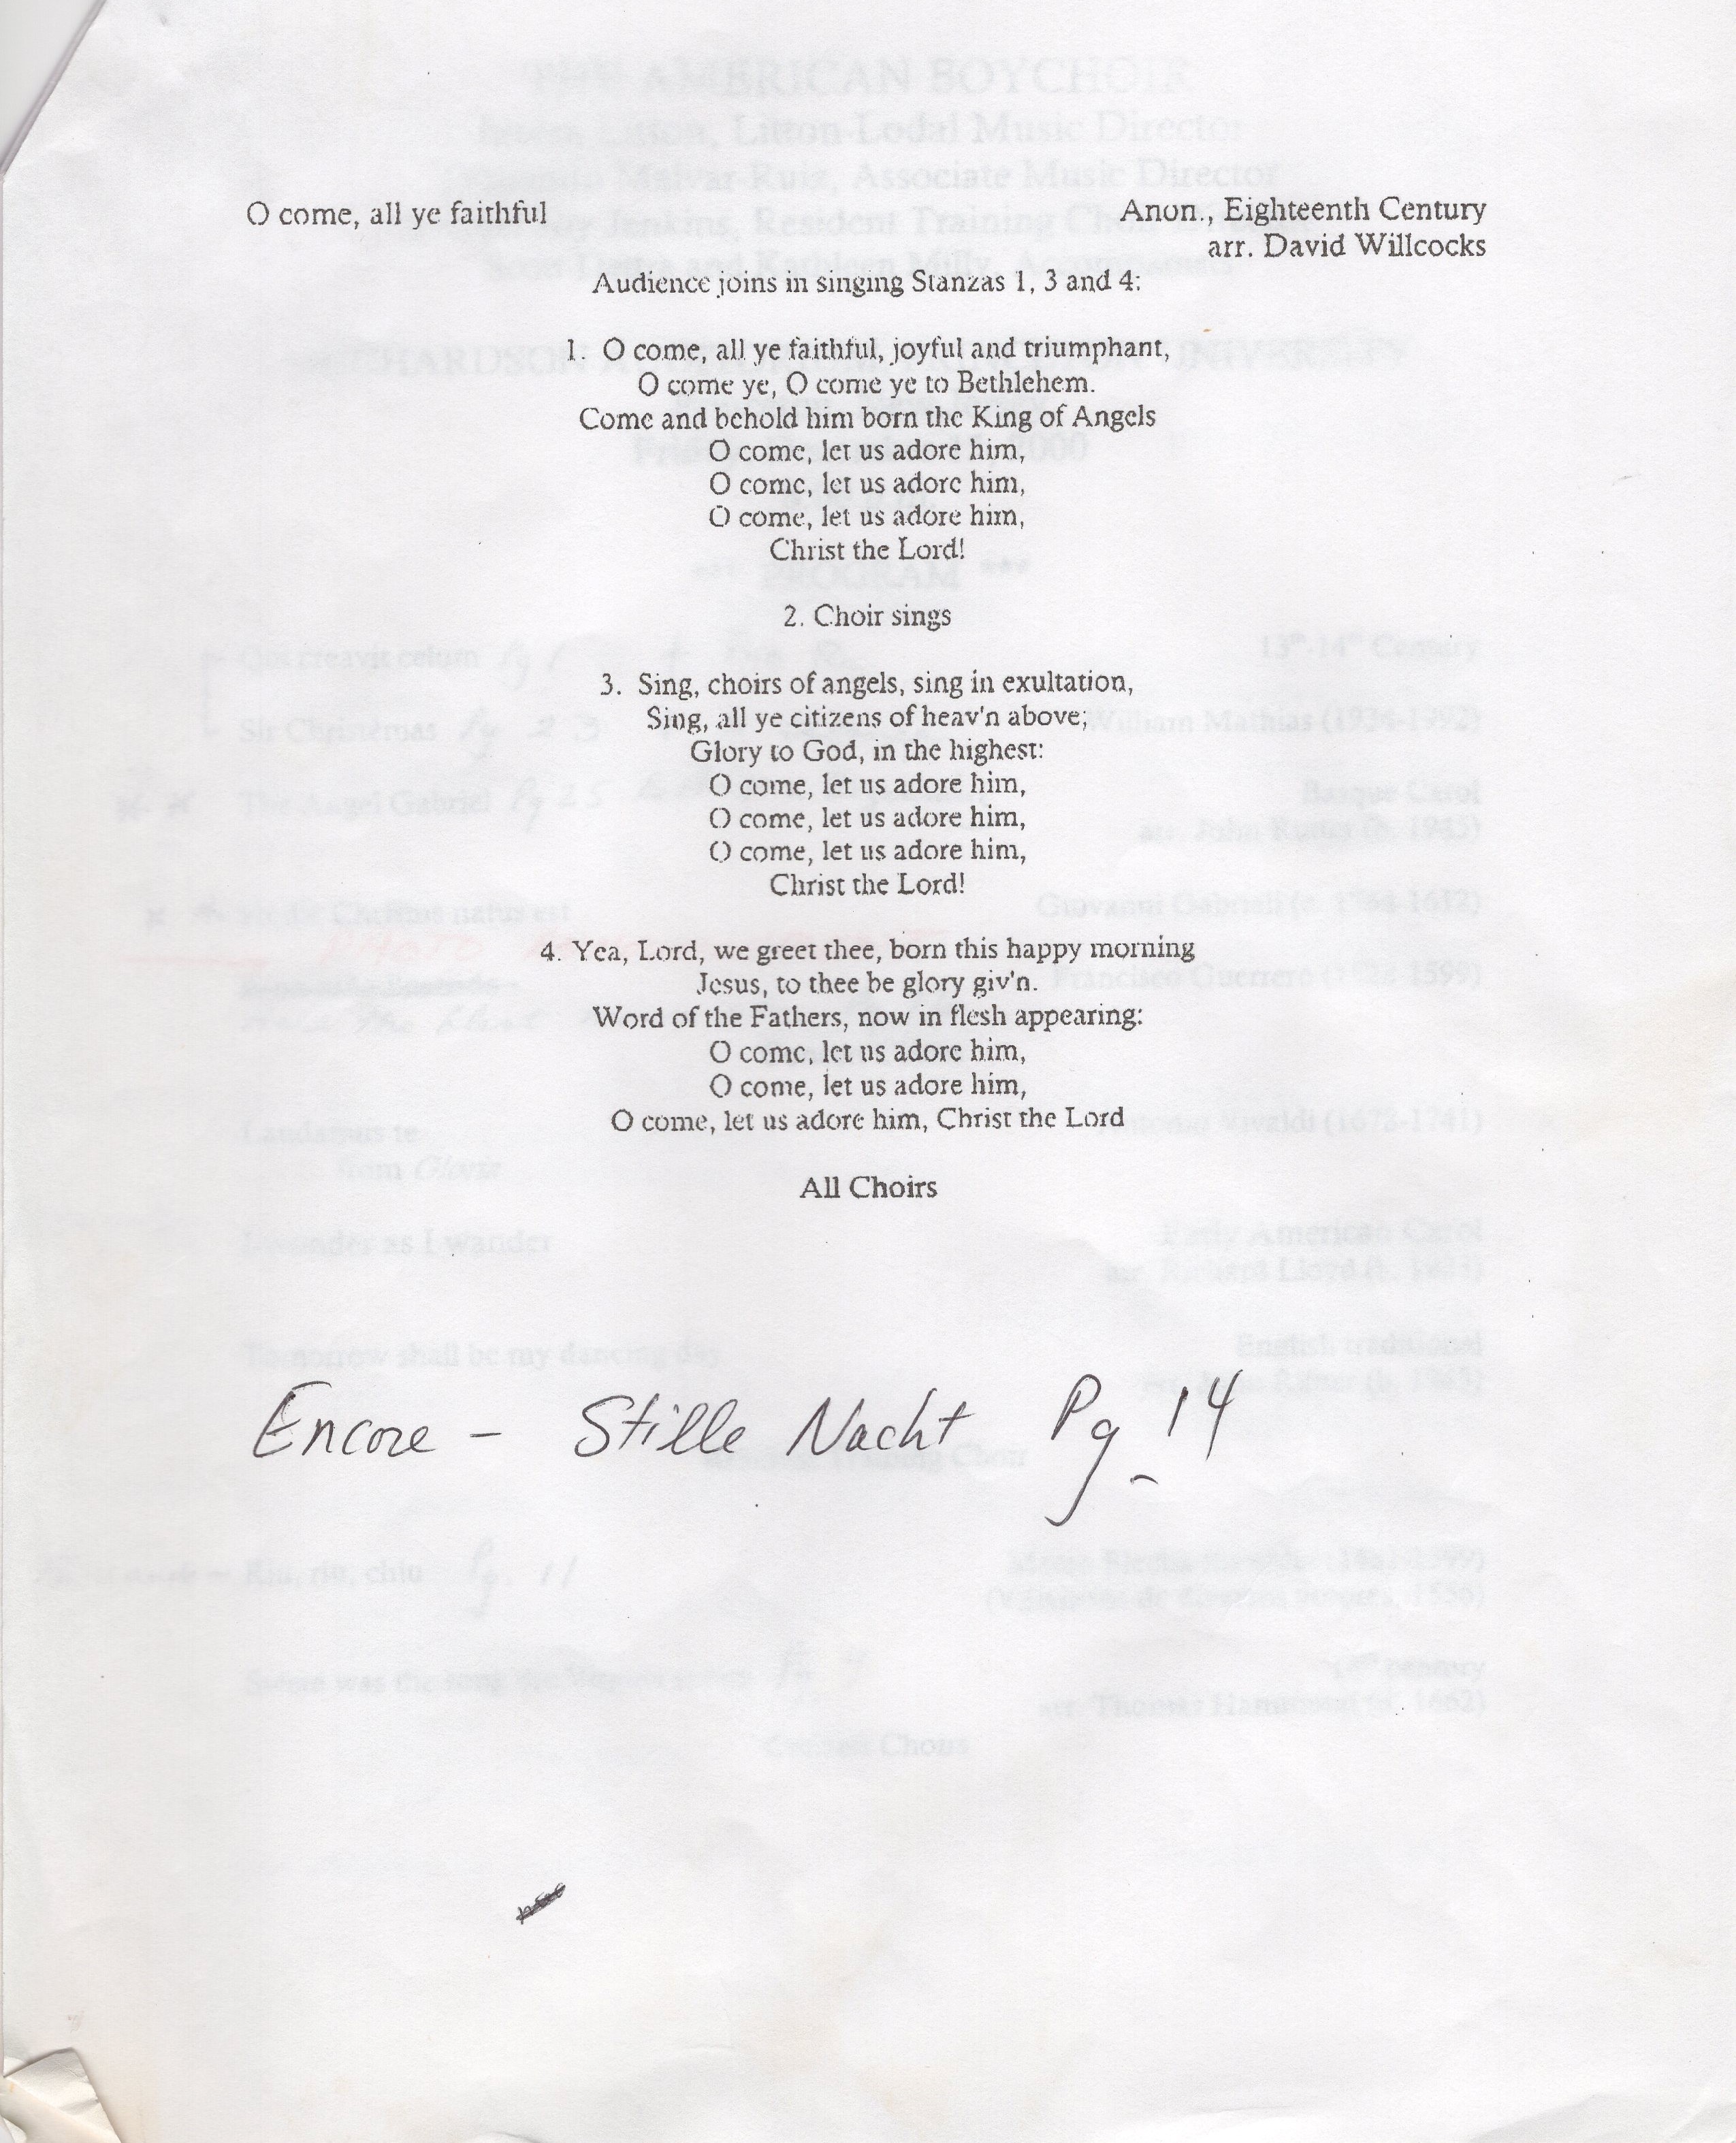 O come, all ye faithful
Anon., Eighteenth Century
arr. David Willcocks
Audience joins in singing Stanzas 1, 3 and 4:
1. O come, all ye faithful, joyful and triumphant,
O come ye, O come ye to Bethlehem.
Come and behold him born the King of Angels
O come, let us adore him,
O come, let us adore him,
O come, let us adore him,
Christ the Lord!
2. Choir sings
3. Sing, choirs of angels, sing in exultation,
Sing, all ye citizens of heav'n above;
Glory to God, in the highest:
O come, let us adore him,
O come, let us adore him,
O come, let us adore him,
Christ the Lord!
4. Yea, Lord, we greet thee, born this happy morning
Jesus, to thee be glory giv'n.
Word of the Fathers, now in flesh appearing:
O come, let us adore him,
O come, let us adore him,
O come, let us adore him, Christ the Lord
All Choirs
Encore - Stille Nacht Pg 14